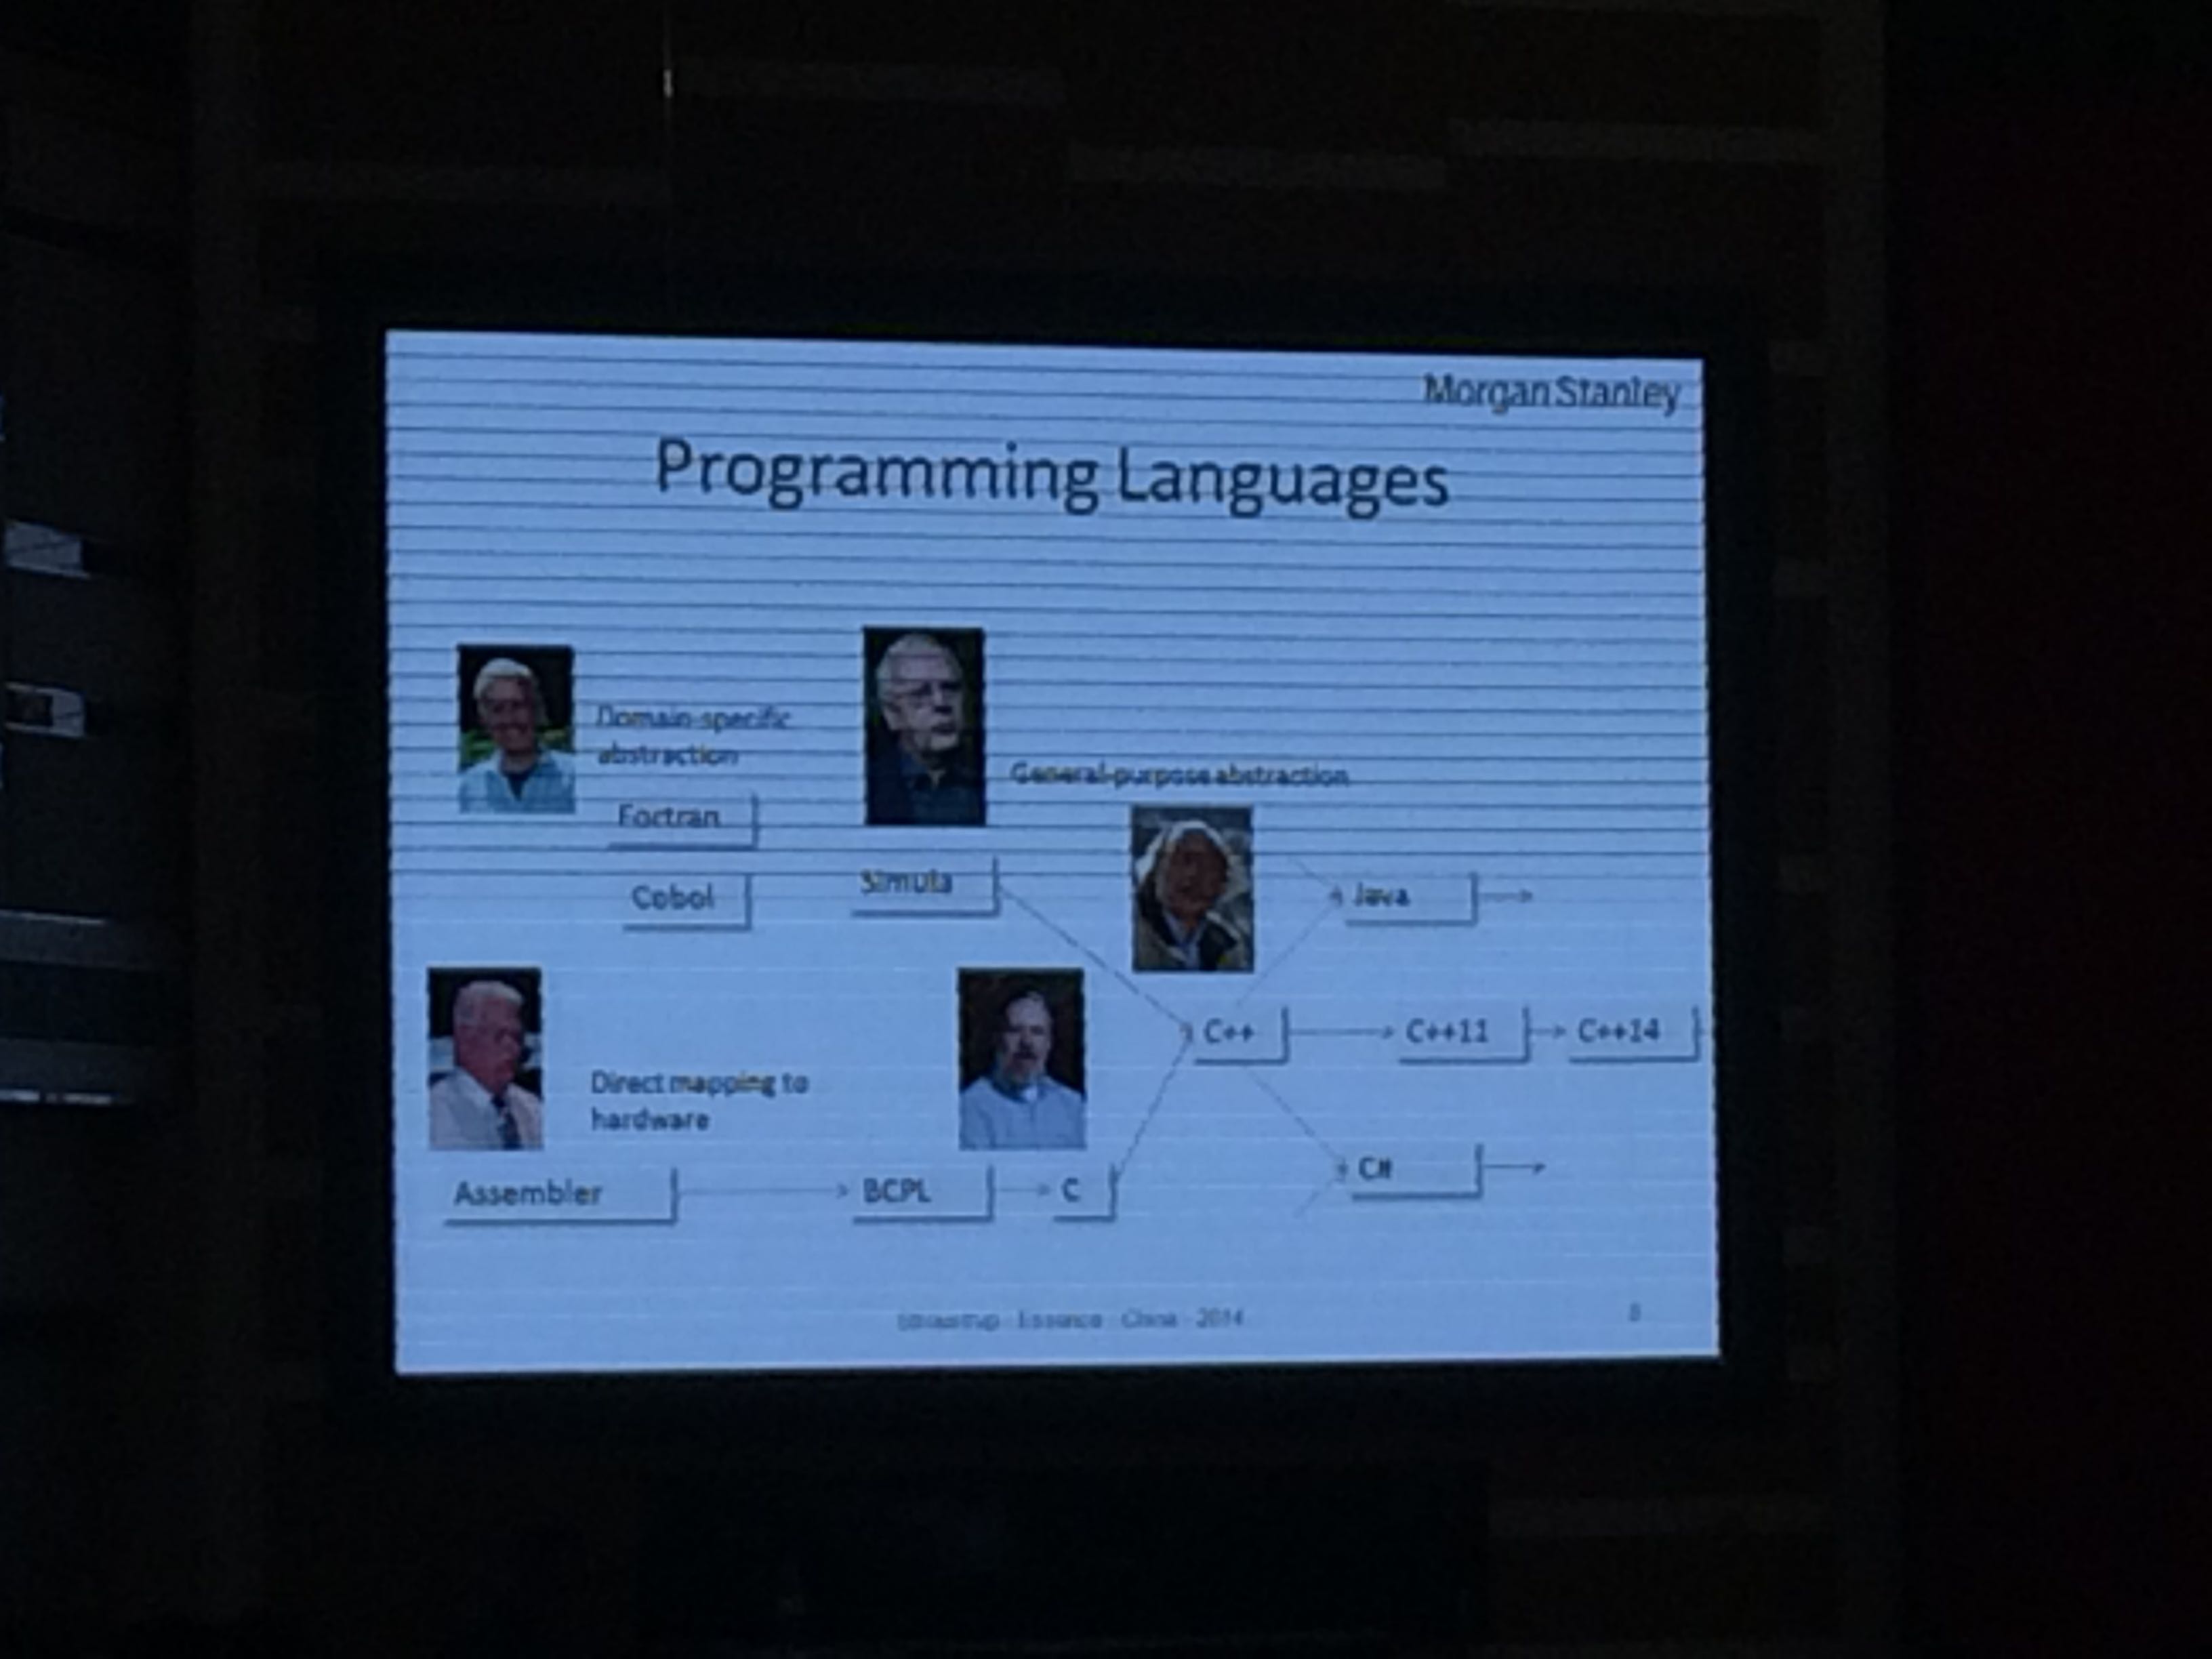 Morgan Stanley
Programming Languages
Domain-specific
abstraction
General-purpose abstraction
Fortran
Cobol
Simula
Java
C++
C++11
C++14
Direct mapping to
hardware
C#
Assembler
BCPL
C
Stroustrup - Essence - China - 2014